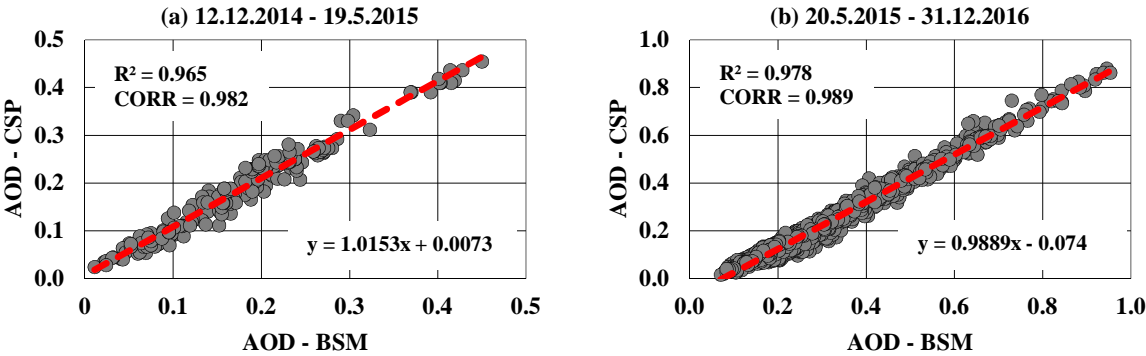 (a) 12.12.2014 - 19.5.2015
0.5
0.4
0.3
0.2
0.1
0.0
AOD - CSP
R² = 0.965
CORR = 0.982
y = 1.0153x + 0.0073
0 0.1 0.2 0.3 0.4 0.5
AOD - BSM
(b) 20.5.2015 - 31.12.2016
1.0
0.8
0.6
0.4
0.2
0.0
AOD - CSP
R² = 0.978
CORR = 0.989
y = 0.9889x - 0.074
0.0 0.2 0.4 0.6 0.8 1.0
AOD - BSM